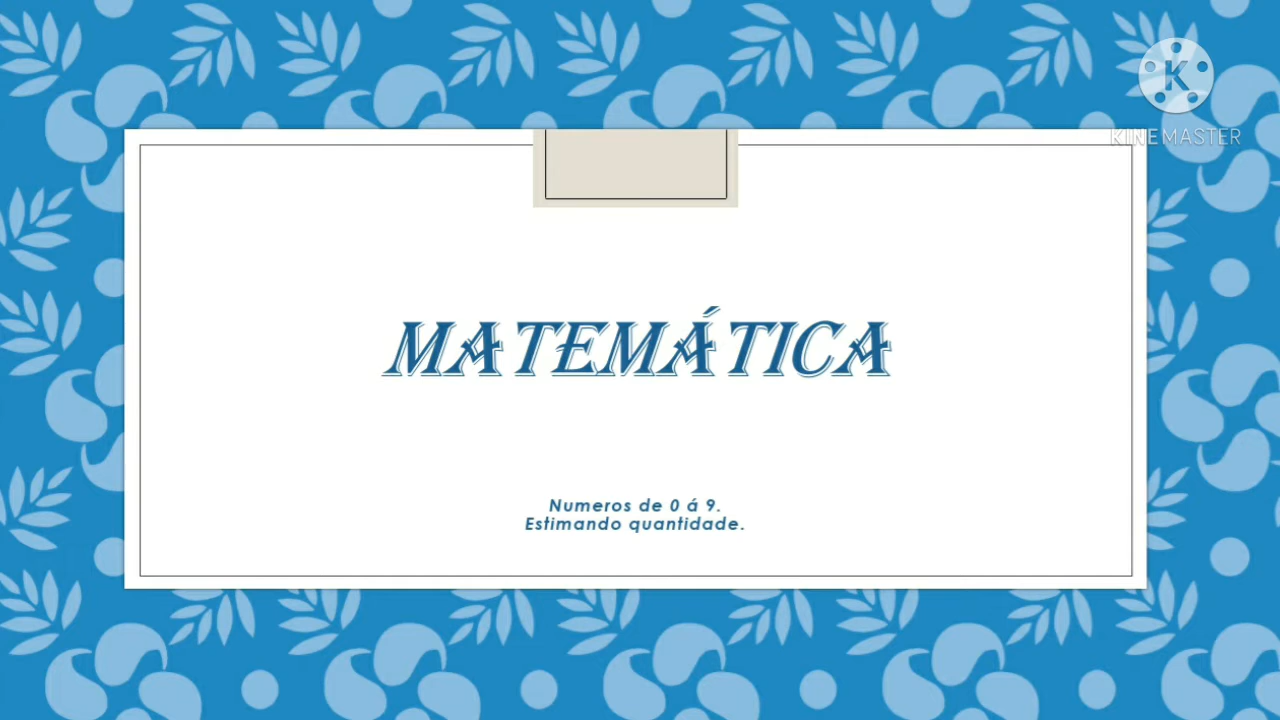 K
KINEMASTER
MATEMÁTICA
Numeros de 0 á 9.
Estimando quantidade.